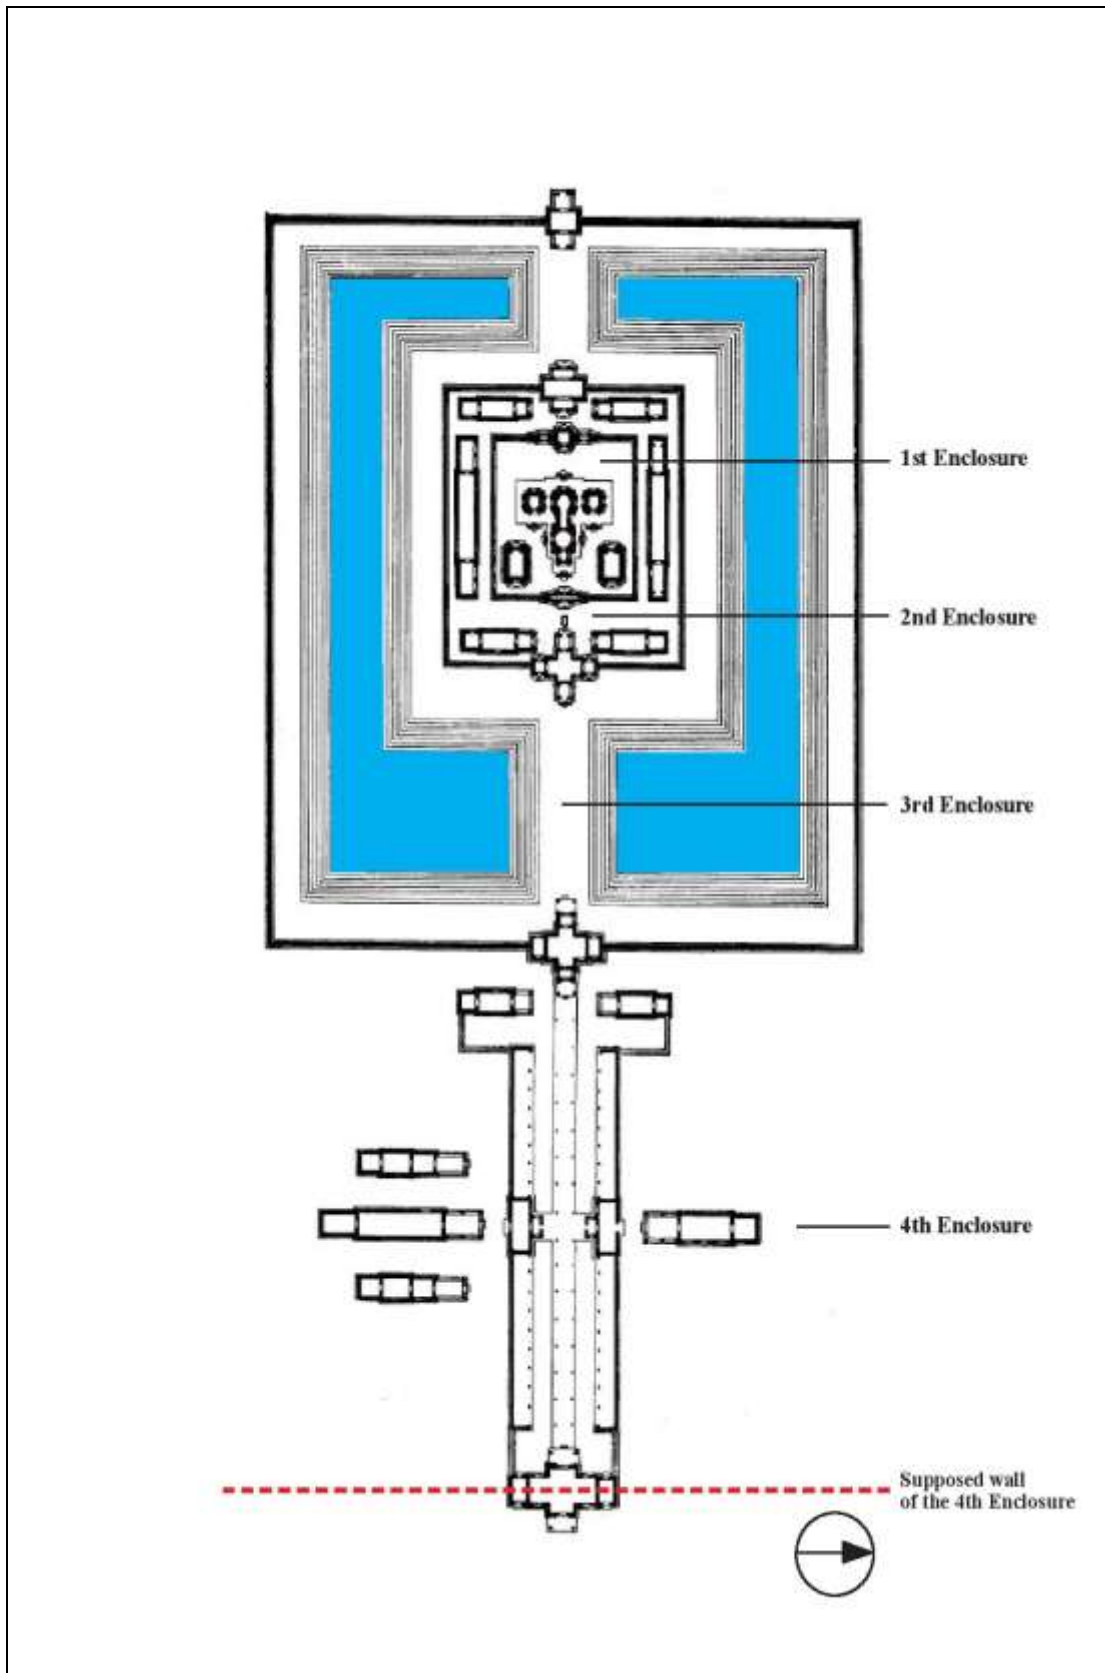 1st Enclosure
2nd Enclosure
3rd Enclosure
4th Enclosure
Supposed wall
of the 4th Enclosure